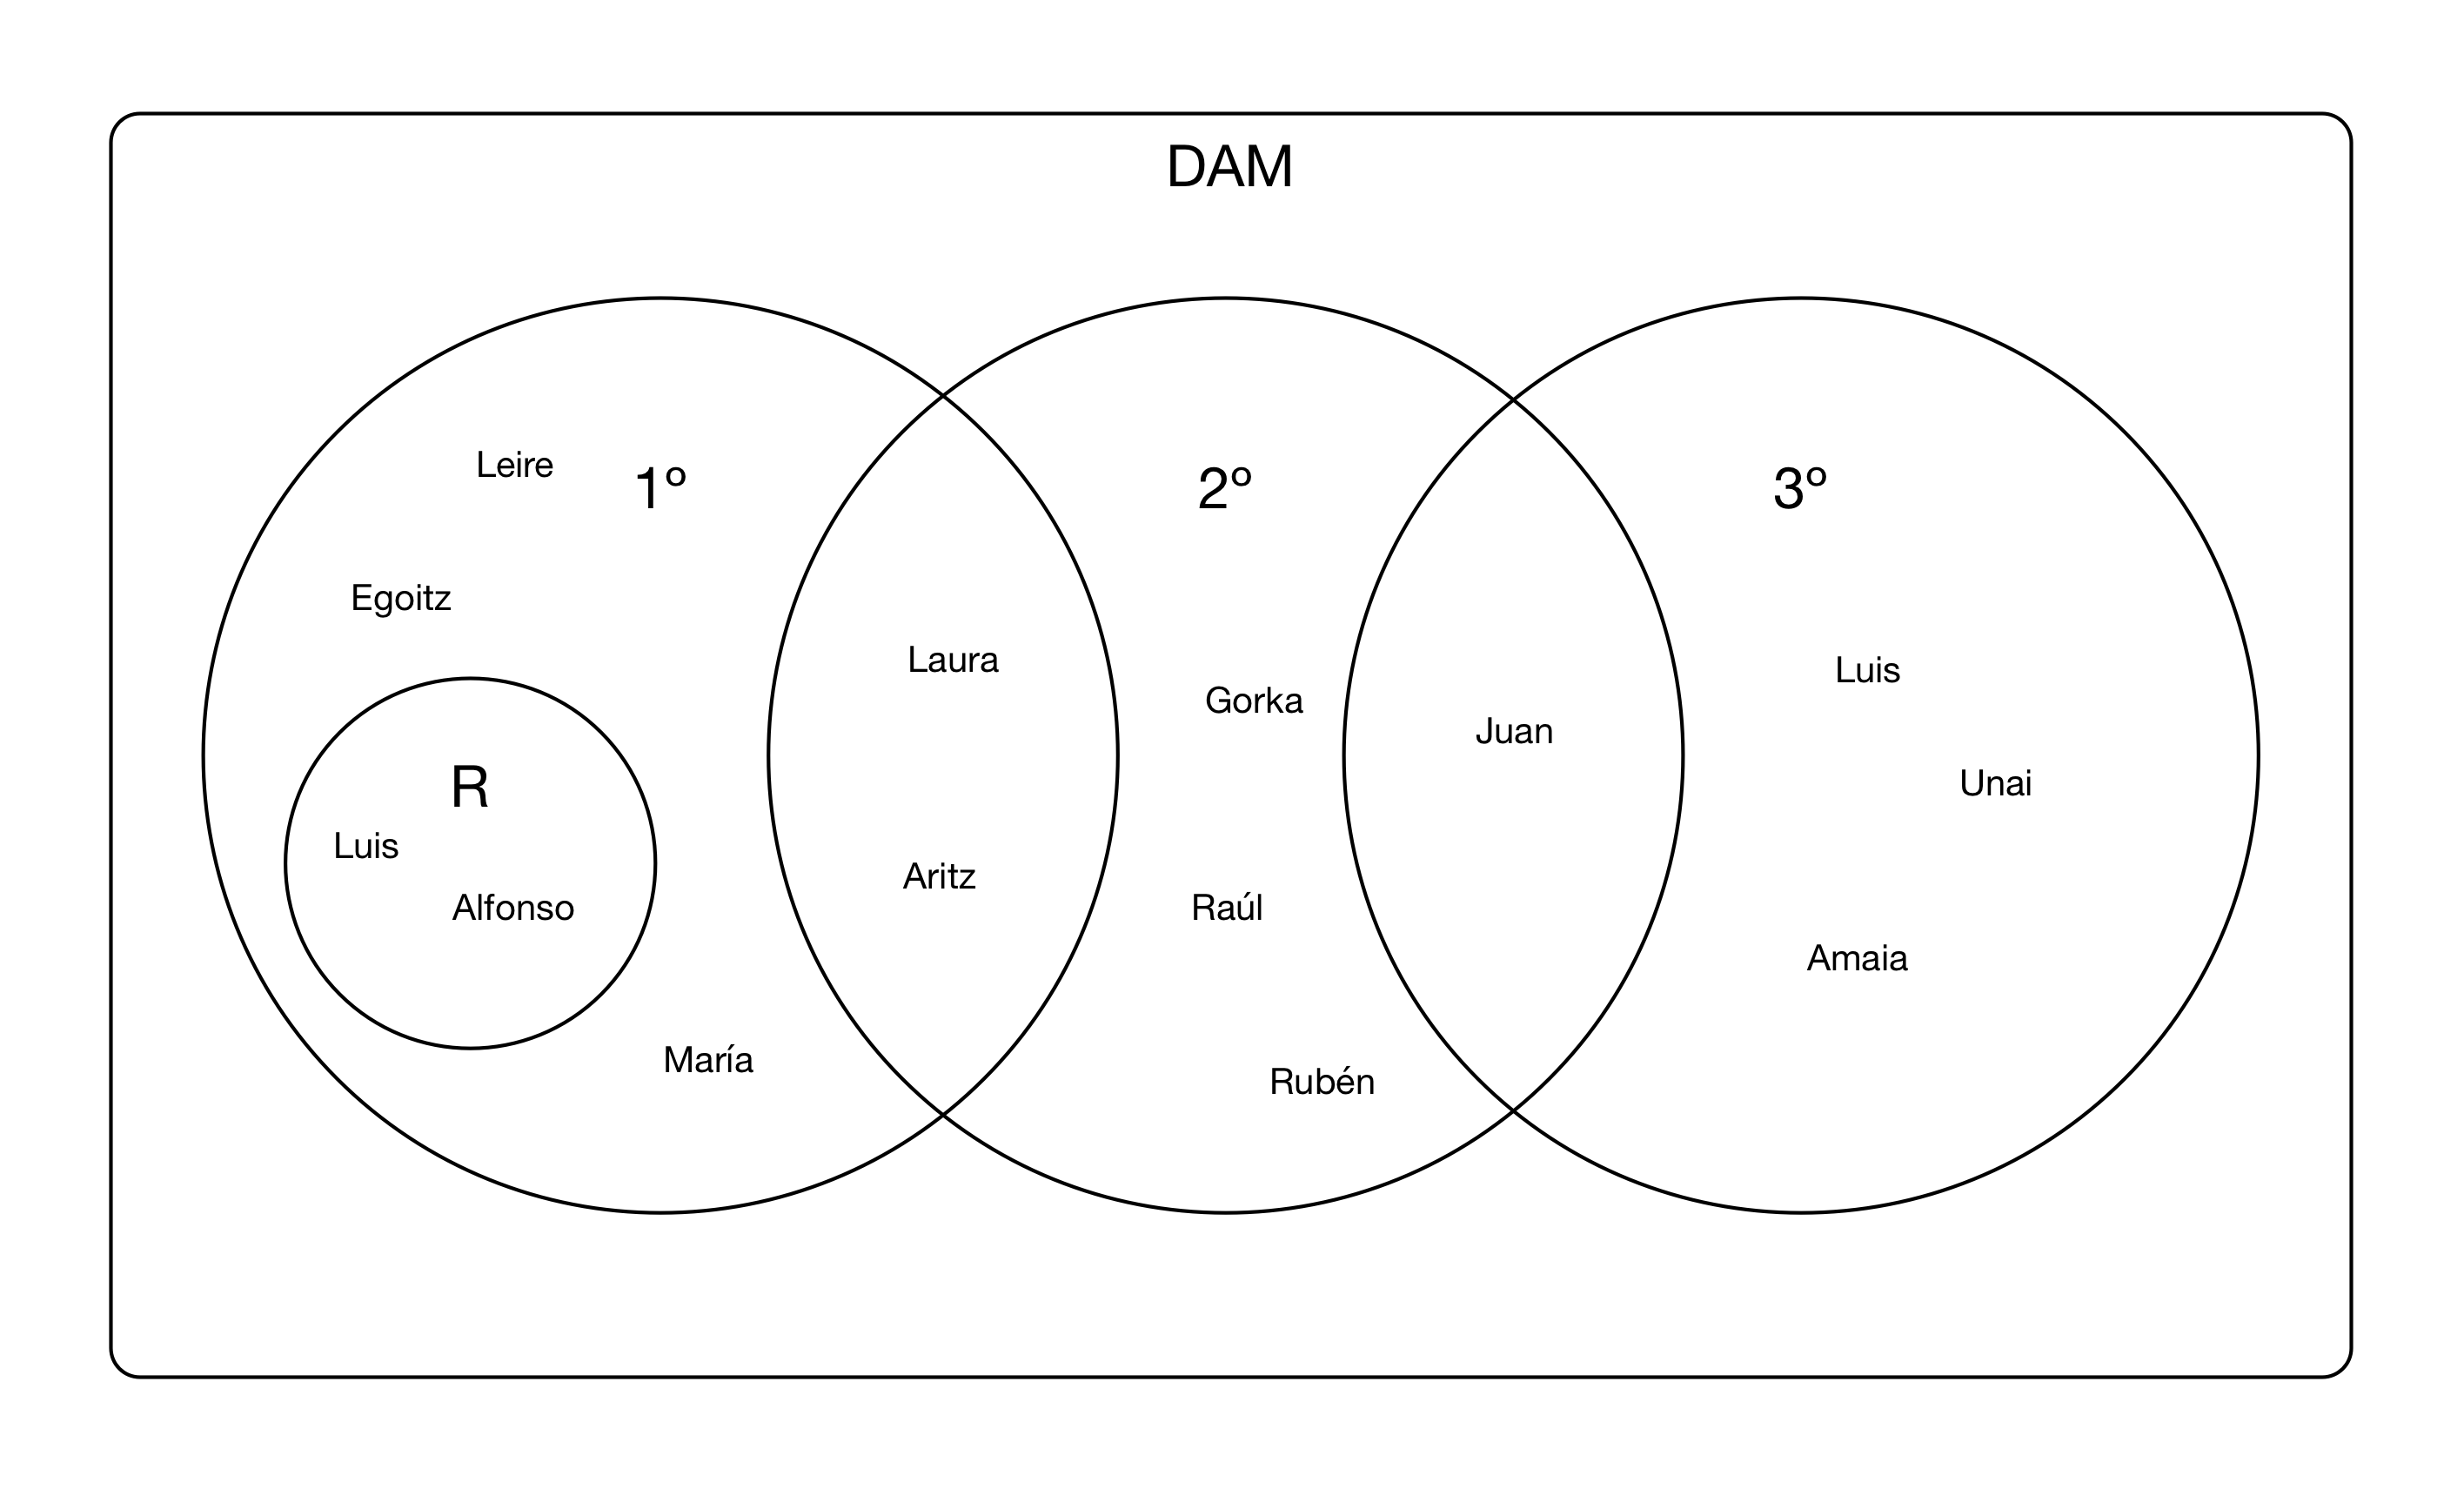 DAM
1º
2º
3º
Leire
Egoitz
R
Luis
Alfonso
María
Laura
Aritz
Gorka
Raúl
Rubén
Juan
Luis
Unai
Amaia